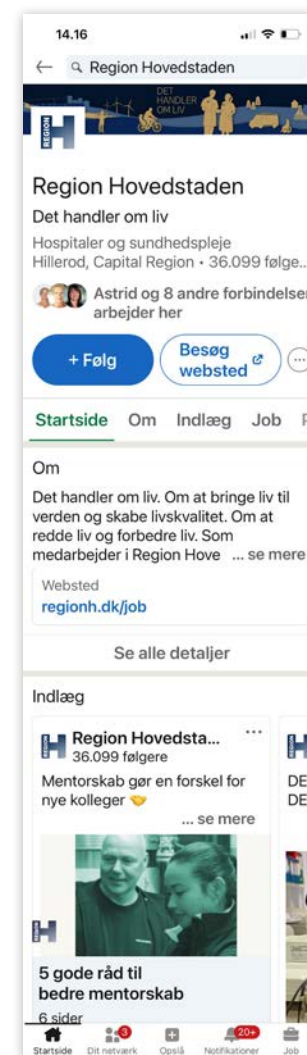 14.16
Region Hovedstaden
DET
HANDLER
OM LIV
REGION
H
Region Hovedstaden
Det handler om liv
Hospitaler og sundhedspleje
Hillerod, Capital Region • 36.099 følge...
Astrid og 8 andre forbindelser
arbejder her
+ Følg
Besøg
websted
Startside Om Indlæg Job
Om
Det handler om liv. Om at bringe liv til
verden og skabe livskvalitet. Om at
redde liv og forbedre liv. Som
medarbejder i Region Hove ... se mere
Websted
regionh.dk/job
Se alle detaljer
Indlæg
Region Hovedsta...
36.099 følgere
Mentorskab gør en forskel for
nye kolleger 🤝
... se mere
DE
DE
5 gode råd til
bedre mentorskab
6 sider
3
20+
Startside Dit netværk Opslå Notifikationer Job